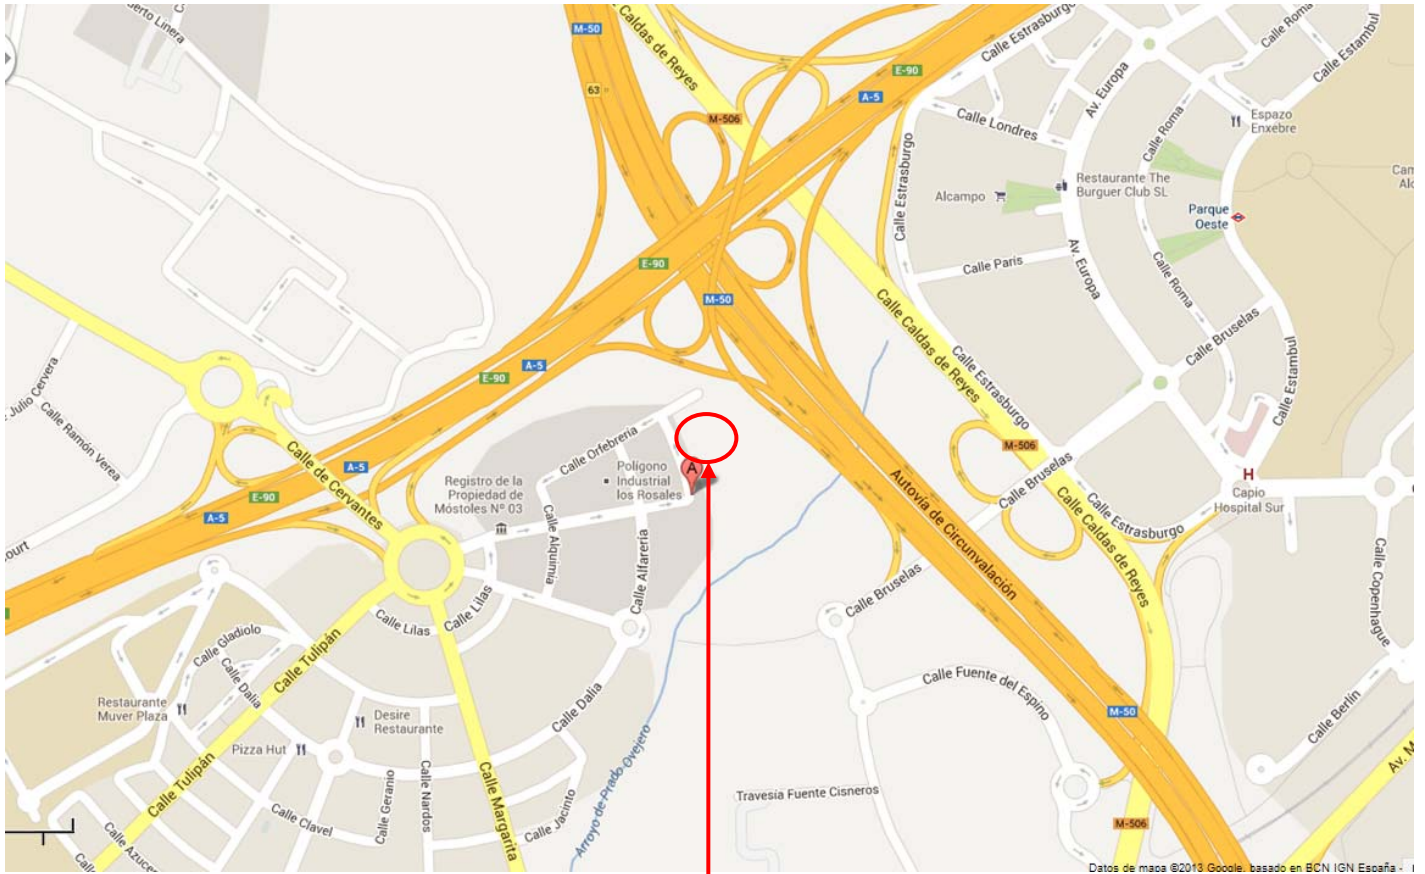 berto Linera
M-50
63
Calle Caldas de Reyes
M-506
E-90
A-5
Calle Estrasburgo
Calle Roma
Calle Estambul
Av. Europa
Calle Londres
Calle Roma
Espazo
Enxebre
Calle Estrasburgo
Alcampo
Restaurante The
Burguer Club SL
Parque
Oeste
E-90
Calle Paris
Av. Europa
Calle Roma
M-50
Calle Caldas de Reyes
Calle Bruselas
Calle Estambul
Calle Estrasburgo
A-5
E-90
Julio Cervera
Calle Ramón Verea
Calle de Cervantes
Calle Orfebrería
Registro de la
Propiedad de
Móstoles Nº 03
Polígono
Industrial
los Rosales
A
A-5
E-90
A-5
M-506
H
Capio
Hospital Sur
Calle Bruselas
Calle Caldas de Reyes
Calle Estrasburgo
Autovía de Circunvalación
Calle Alquimia
Calle Alfarería
Calle Bruselas
Calle Copenhague
Calle Lilas
Calle Lilas
Calle Gladiolo
Calle Tulipán
Calle Dalia
Calle Dalia
Calle Fuente del Espino
Restaurante
Muver Plaza
Desire
Restaurante
Pizza Hut
M-50
Calle Berlín
Calle Tulipán
Calle Geranio
Calle Nardos
Calle Margarita
Calle Jacinto
Arroyo de Prado Ovejero
Travesía Fuente Cisneros
Calle Clavel
M-506
Datos de mapa ©2013 Google, basado en BCN IGN España -